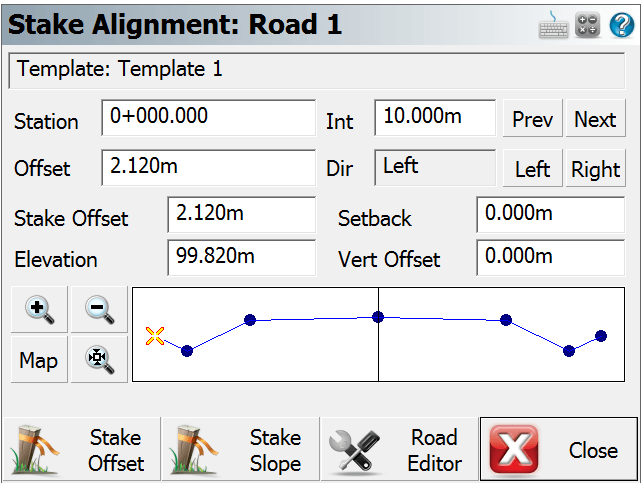 Stake Alignment: Road 1
Template: Template 1
Station 0+000.000 Int 10.000m Prev Next
Offset 2.120m Dir Left Left Right
Stake Offset 2.120m Setback 0.000m
Elevation 99.820m Vert Offset 0.000m
Map
Stake Offset
Stake Slope
Road Editor
Close